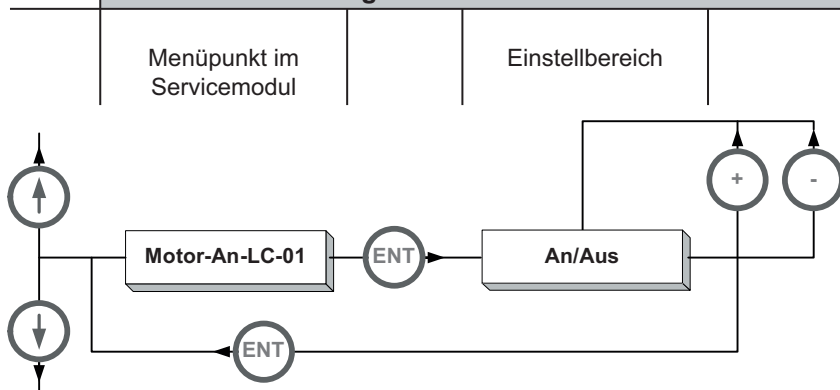 Menüpunkt im
Servicemodul
Einstellbereich
+
-
Motor-An-LC-01
ENT
An/Aus
ENT